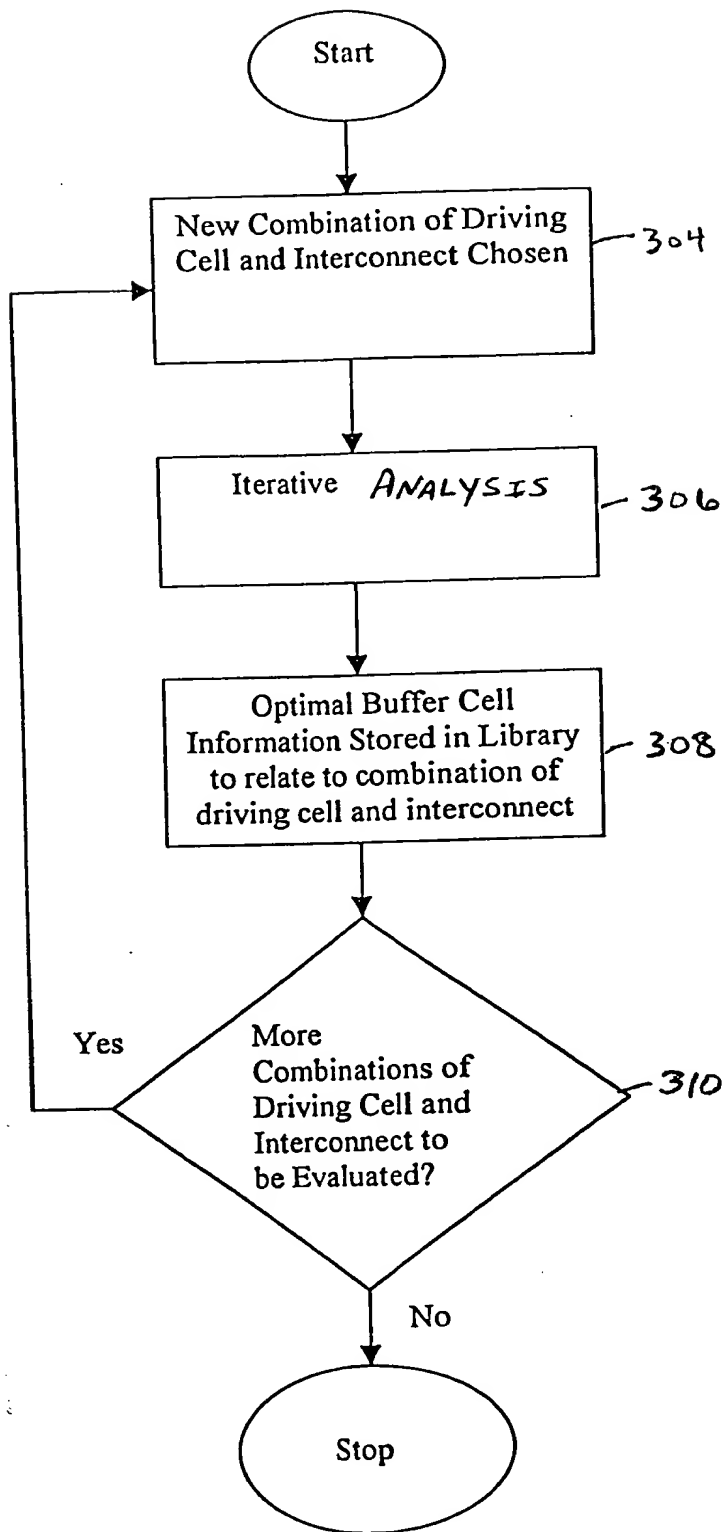 Start
New Combination of Driving
Cell and Interconnect Chosen
304
Iterative ANALYSIS
306
Optimal Buffer Cell
Information Stored in Library
to relate to combination of
driving cell and interconnect
308
Yes
More
Combinations of
Driving Cell and
Interconnect to
be Evaluated?
310
No
Stop